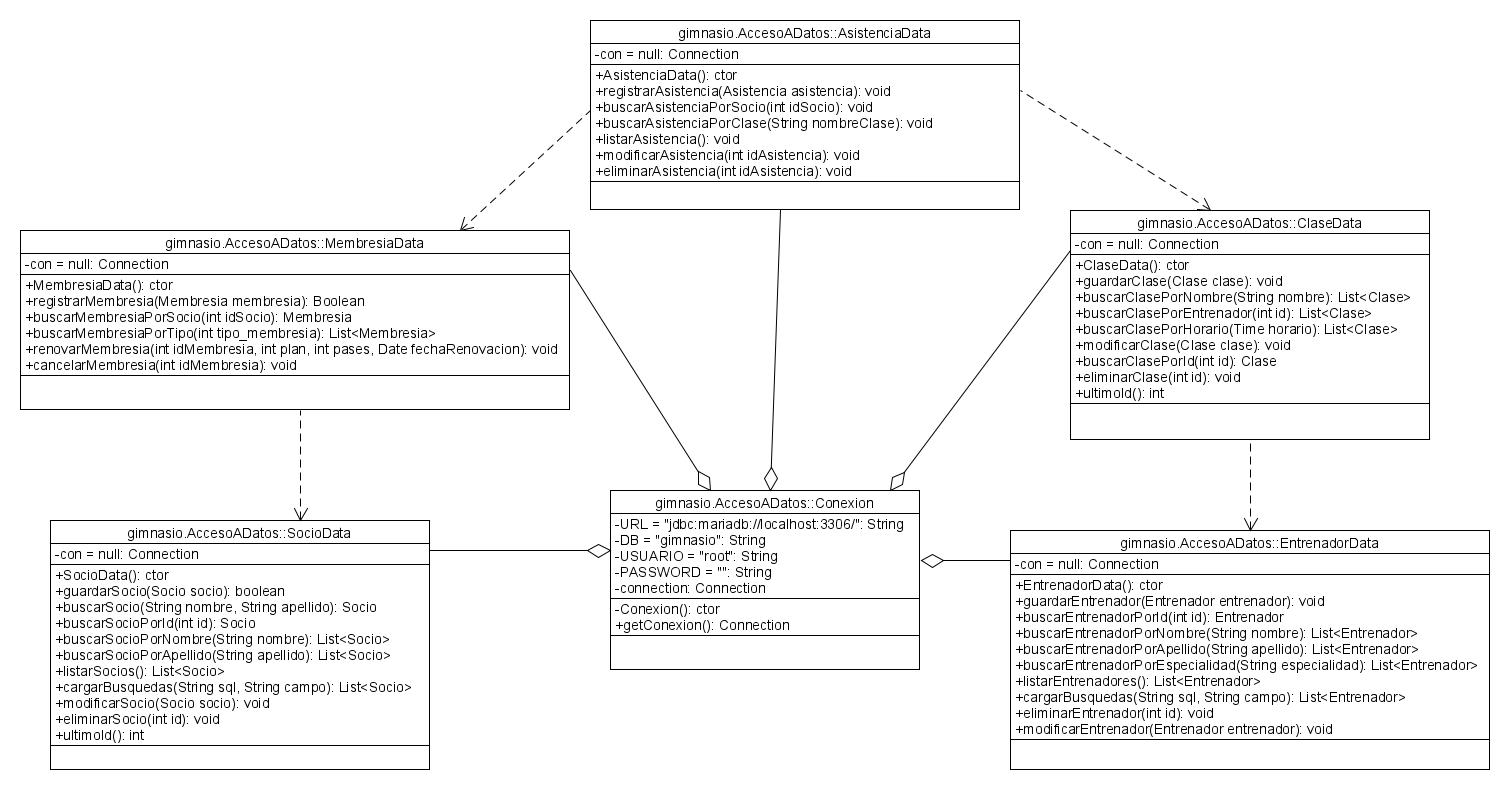 gimnasio.AccesoADatos::AsistenciaData
-con = null: Connection
+AsistenciaData(): ctor
+registrarAsistencia(Asistencia asistencia): void
+buscarAsistenciaPorSocio(int idSocio): void
+buscarAsistenciaPorClase(String nombreClase): void
+listarAsistencia(): void
+modificarAsistencia(int idAsistencia): void
+eliminarAsistencia(int idAsistencia): void
gimnasio.AccesoADatos::MembresiaData
-con = null: Connection
+MembresiaData(): ctor
+registrarMembresia(Membresia membresia): Boolean
+buscarMembresiaPorSocio(int idSocio): Membresia
+buscarMembresiaPorTipo(int tipo_membresia): List<Membresia>
+renovarMembresia(int idMembresia, int plan, int pases, Date fechaRenovacion): void
+cancelarMembresia(int idMembresia): void
gimnasio.AccesoADatos::ClaseData
-con = null: Connection
+ClaseData(): ctor
+guardarClase(Clase clase): void
+buscarClasePorNombre(String nombre): List<Clase>
+buscarClasePorEntrenador(int id): List<Clase>
+buscarClasePorHorario(Time horario): List<Clase>
+modificarClase(Clase clase): void
+buscarClasePorId(int id): Clase
+eliminarClase(int id): void
+ultimoId(): int
gimnasio.AccesoADatos::SocioData
-con = null: Connection
+SocioData(): ctor
+guardarSocio(Socio socio): boolean
+buscarSocio(String nombre, String apellido): Socio
+buscarSocioPorId(int id): Socio
+buscarSocioPorNombre(String nombre): List<Socio>
+buscarSocioPorApellido(String apellido): List<Socio>
+listarSocios(): List<Socio>
+cargarBusquedas(String sql, String campo): List<Socio>
+modificarSocio(Socio socio): void
+eliminarSocio(int id): void
+ultimoId(): int
gimnasio.AccesoADatos::Conexion
-URL = "jdbc:mariadb://localhost:3306/": String
-DB = "gimnasio": String
-USUARIO = "root": String
-PASSWORD = "": String
-connection: Connection
-Conexion(): ctor
+getConexion(): Connection
gimnasio.AccesoADatos::EntrenadorData
-con = null: Connection
+EntrenadorData(): ctor
+guardarEntrenador(Entrenador entrenador): void
+buscarEntrenadorPorId(int id): Entrenador
+buscarEntrenadorPorNombre(String nombre): List<Entrenador>
+buscarEntrenadorPorApellido(String apellido): List<Entrenador>
+buscarEntrenadorPorEspecialidad(String especialidad): List<Entrenador>
+listarEntrenadores(): List<Entrenador>
+cargarBusquedas(String sql, String campo): List<Entrenador>
+eliminarEntrenador(int id): void
+modificarEntrenador(Entrenador entrenador): void